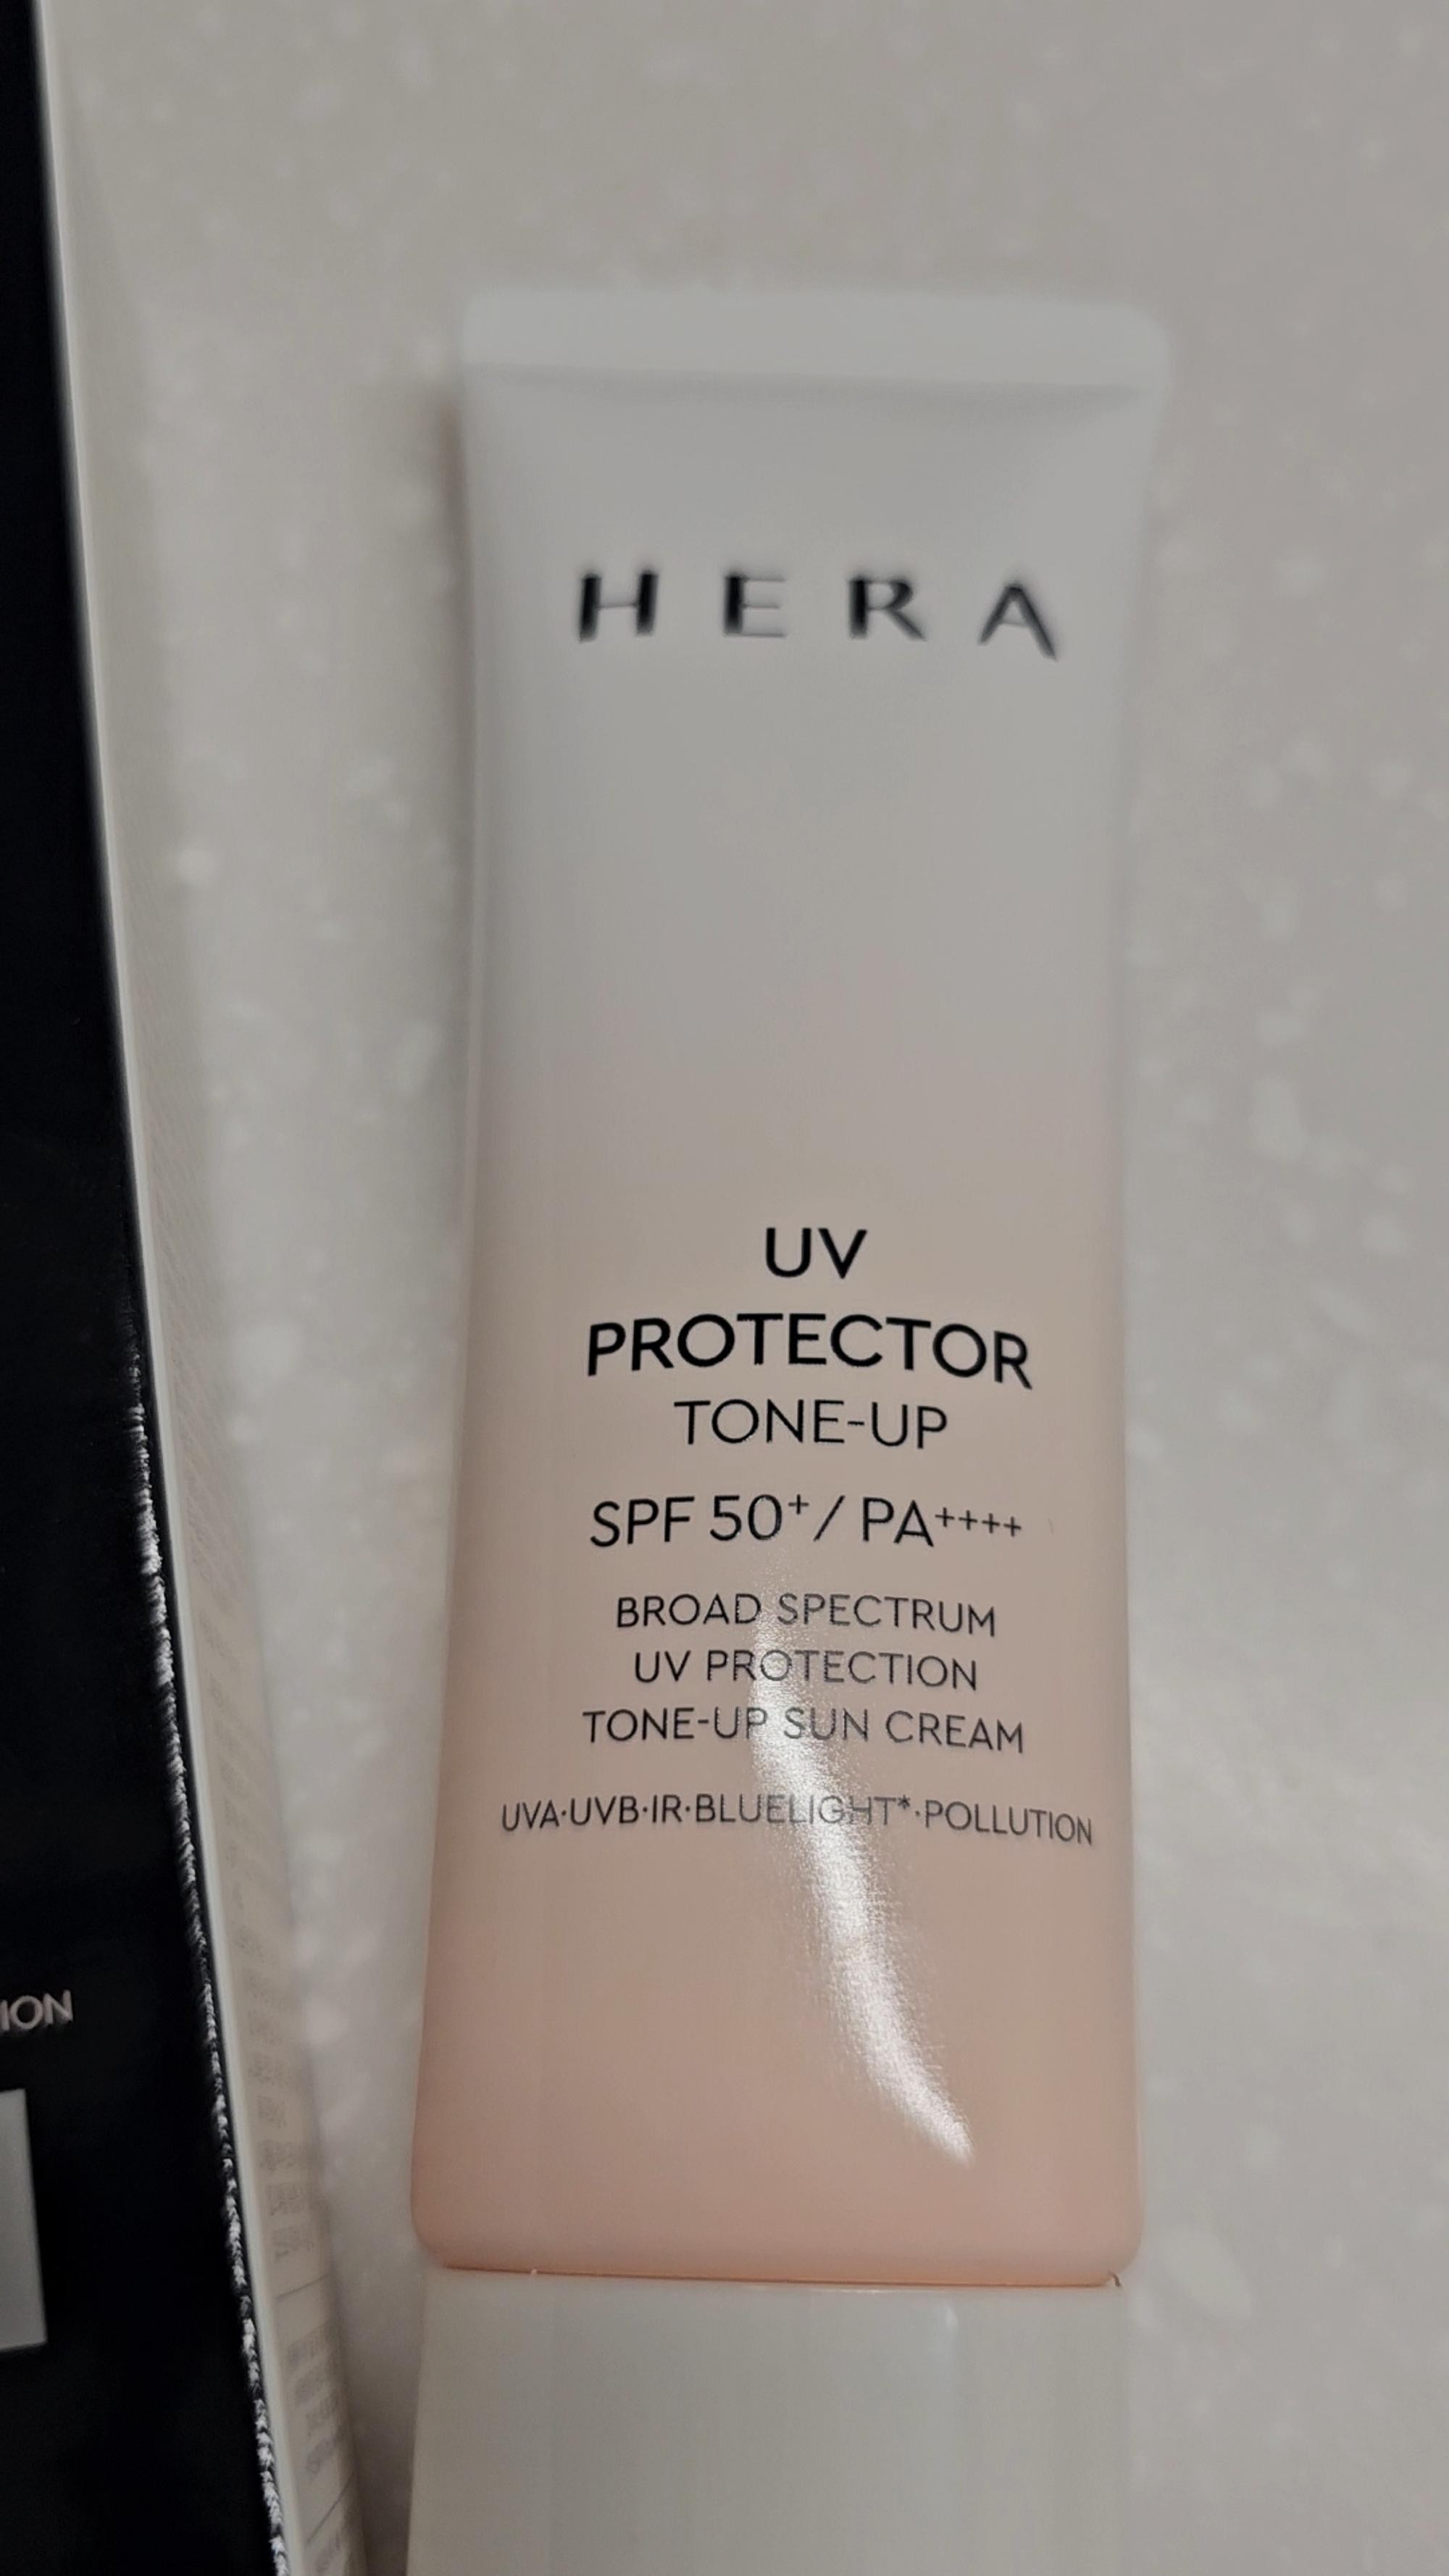 HERA
UV
PROTECTOR
TONE-UP
SPF 50+/ PA++++
BROAD SPECTRUM
UV PROTECTION
TONE-UP SUN CREAM
UVA·UVB·IR·BLUELIGHT*·POLLUTION
ION